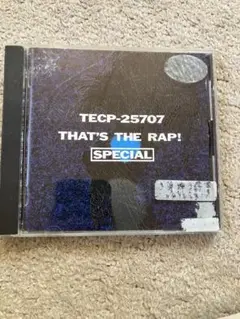 TECP-25707
THAT'S THE RAP!
SPECIAL